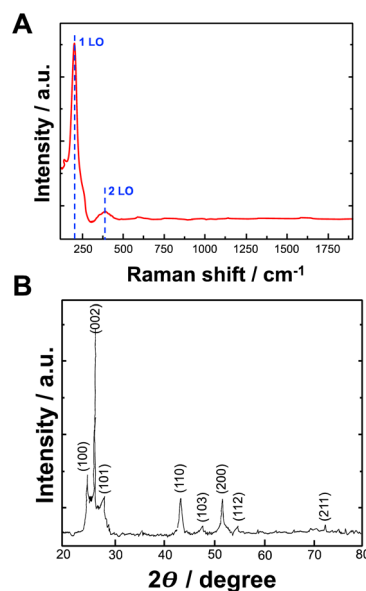 A
Intensity / a.u.
1 LO
2 LO
250 500 750 1000 1250 1500 1750
Raman shift / cm-1
B
Intensity / a.u.
(100)
(002)
(101)
(110)
(103)
(200)
(112)
(211)
20 30 40 50 60 70 80
2θ / degree